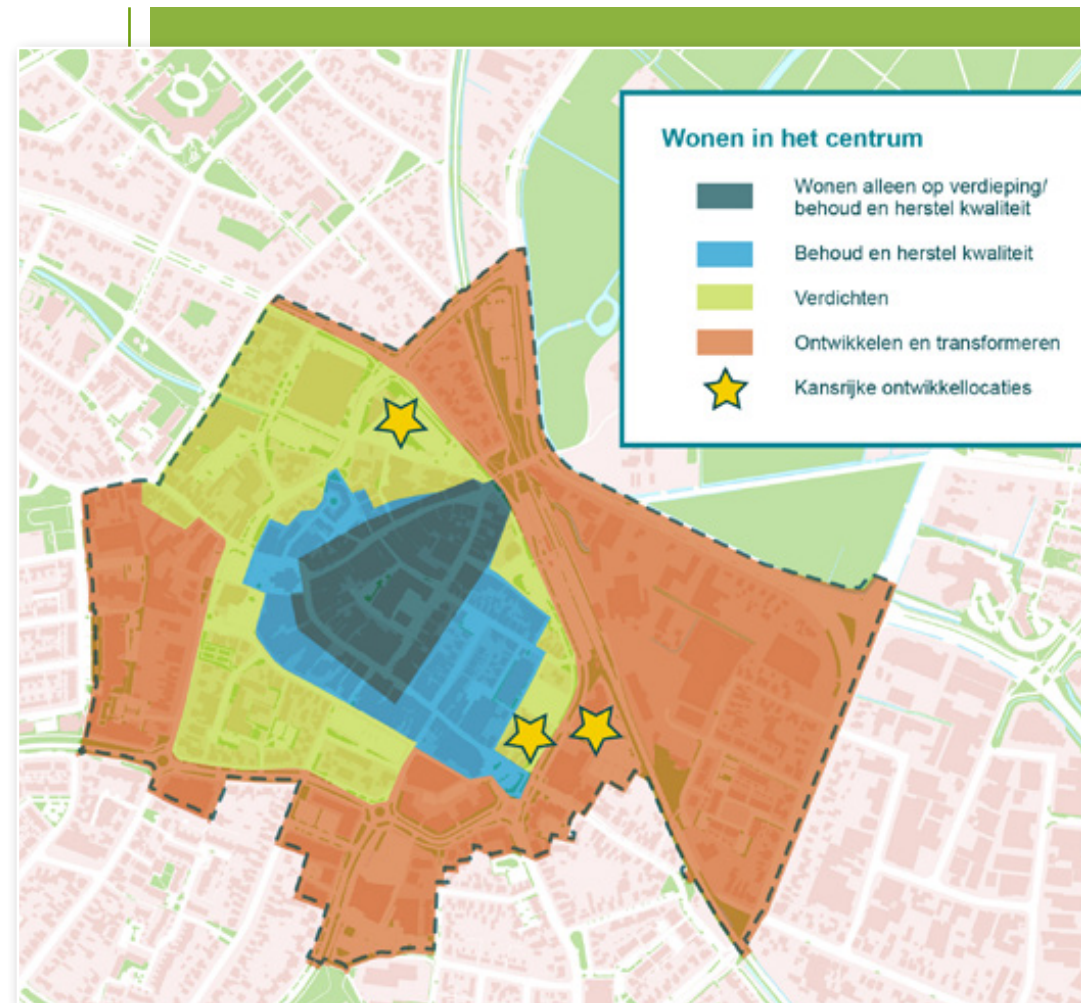 Wonen in het centrum
Wonen alleen op verdieping/
behoud en herstel kwaliteit
Behoud en herstel kwaliteit
Verdichten
Ontwikkelen en transformeren
Kansrijke ontwikkellocaties